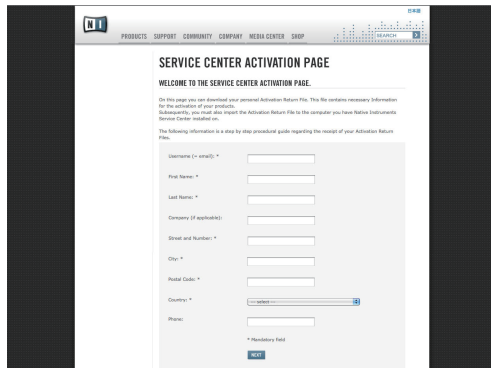 日本語
NI
PRODUCTS SUPPORT COMMUNITY COMPANY MEDIA CENTER SHOP
SEARCH
SERVICE CENTER ACTIVATION PAGE
WELCOME TO THE SERVICE CENTER ACTIVATION PAGE.
On this page you can download your personal Activation Return File. This file contains necessary Information
for the activation of your products.
Subsequently, you must also import the Activation Return File to the computer you have Native Instruments
Service Center installed on.
The following information is a step by step procedural guide regarding the receipt of your Activation Return
Files.
Username (= email): *
First Name: *
Last Name: *
Company (if applicable):
Street and Number: *
City: *
Postal Code: *
Country: *
--- select ---
Phone:
* Mandatory field
NEXT